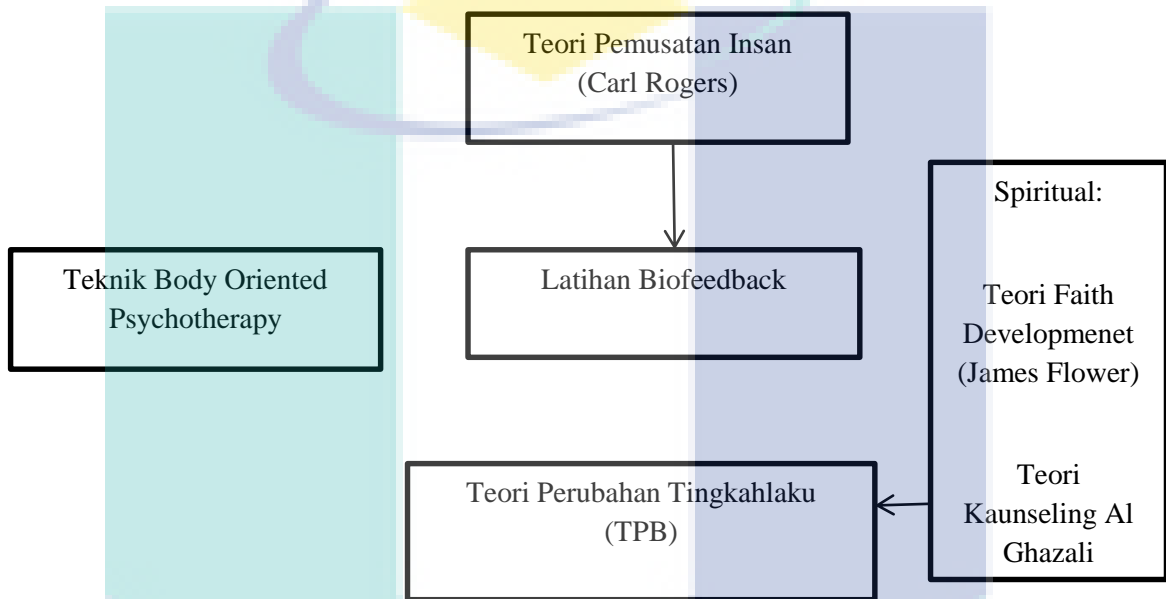 Teori Pemusatan Insan
(Carl Rogers)
Teknik Body Oriented
Psychotherapy
Latihan Biofeedback
Spiritual:
Teori Faith
Developmenet
(James Flower)
Teori
Kaunseling Al
Ghazali
Teori Perubahan Tingkahlaku
(TPB)